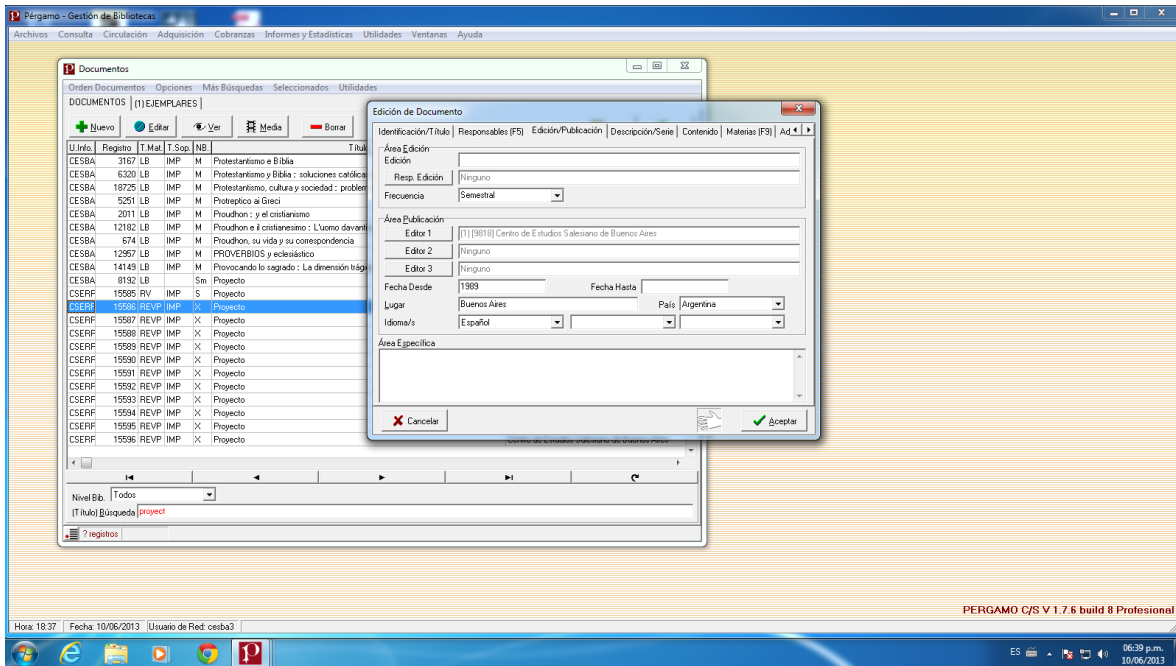 Pérgamo - Gestión de Bibliotecas
Archivos Consulta Circulación Adquisición Cobranzas Informes y Estadísticas Utilidades Ventanas Ayuda
Documentos
Orden Documentos Opciones Más Búsquedas Seleccionados Utilidades
DOCUMENTOS (1) EJEMPLARES
Nuevo Editar Ver Media Borrar
U.Info. Registro T.Mat. T.Sop. NB. Título
CESBA 3167 LB IMP M Protestantismo e Bíblia
CESBA 6320 LB IMP M Protestantismo y Biblia : soluciones católicas
CESBA 18725 LB IMP M Protestantismo, cultura y sociedad : problem
CESBA 5251 LB IMP M Protreptico ai Greci
CESBA 2011 LB IMP M Proudhon : y el cristianismo
CESBA 12182 LB IMP M Proudhon e il cristianesimo : L'uomo davanti
CESBA 674 LB IMP M Proudhon, su vida y su correspondencia
CESBA 12957 LB IMP M PROVERBIOS y eclesiástico
CESBA 14149 LB IMP M Provocando lo sagrado : La dimensión trági
CESBA 8192 LB Sm Proyecto
CSERF 15585 RV IMP S Proyecto
CSERF 15586 REVP IMP X Proyecto
CSERF 15587 REVP IMP X Proyecto
CSERF 15588 REVP IMP X Proyecto
CSERF 15589 REVP IMP X Proyecto
CSERF 15590 REVP IMP X Proyecto
CSERF 15591 REVP IMP X Proyecto
CSERF 15592 REVP IMP X Proyecto
CSERF 15593 REVP IMP X Proyecto
CSERF 15594 REVP IMP X Proyecto
CSERF 15595 REVP IMP X Proyecto
CSERF 15596 REVP IMP X Proyecto Centro de Estudios Salesiano de Buenos Aires
Nivel Bib. Todos
(Título) Búsqueda proyect
? registros
Edición de Documento
Identificación/Título Responsables (F5) Edición/Publicación Descripción/Serie Contenido Materias (F9) Ad
Área Edición
Edición
Resp. Edición Ninguno
Frecuencia Semestral
Área Publicación
Editor 1 (1) [9818] Centro de Estudios Salesiano de Buenos Aires
Editor 2 Ninguno
Editor 3 Ninguno
Fecha Desde 1989 Fecha Hasta
Lugar Buenos Aires País Argentina
Idioma/s Español
Área Específica
Cancelar Aceptar
PERGAMO C/S V 1.7.6 build 8 Profesional
Hora: 18:37 Fecha: 10/06/2013 Usuario de Red: cesba3
ES 06:39 p.m.
10/06/2013